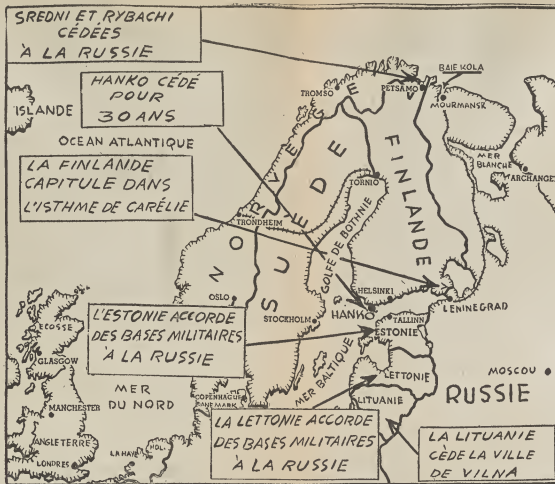 SREDNI ET RYBACHI
CÉDÉES
À LA RUSSIE
HANKO CÉDÉ
POUR
30 ANS
LA FINLANDE
CAPITULE DANS
L'ISTHME DE CARÉLIE
ISLANDE
OCEAN ATLANTIQUE
TROMSO
PETSAMO
BAIE KOLA
MOURMANSK
MER
BLANCHE
ARCHANGEL
NORVEGE
SUÈDE
FINLANDE
TORNIO
TRONDHEIM
GOLFE DE BOTHNIE
OSLO
STOCKHOLM
HELSINKI
HANKO
LENINEGRAD
TALLINN
ESTONIE
L'ESTONIE ACCORDE
DES BASES MILITAIRES
À LA RUSSIE
MER BALTIQUE
LETTONIE
LITUANIE
MOSCOU
RUSSIE
ECOSSE
GLASGOW
MER
DU NORD
MANCHESTER
ANGLETERRE
LONDRES
LA HAIE
HOL.
COPENHAGUE
DANEMARK
LA LETTONIE ACCORDE
DES BASES MILITAIRES
À LA RUSSIE
LA LITUANIE
CÈDE LA VILLE
DE VILNA